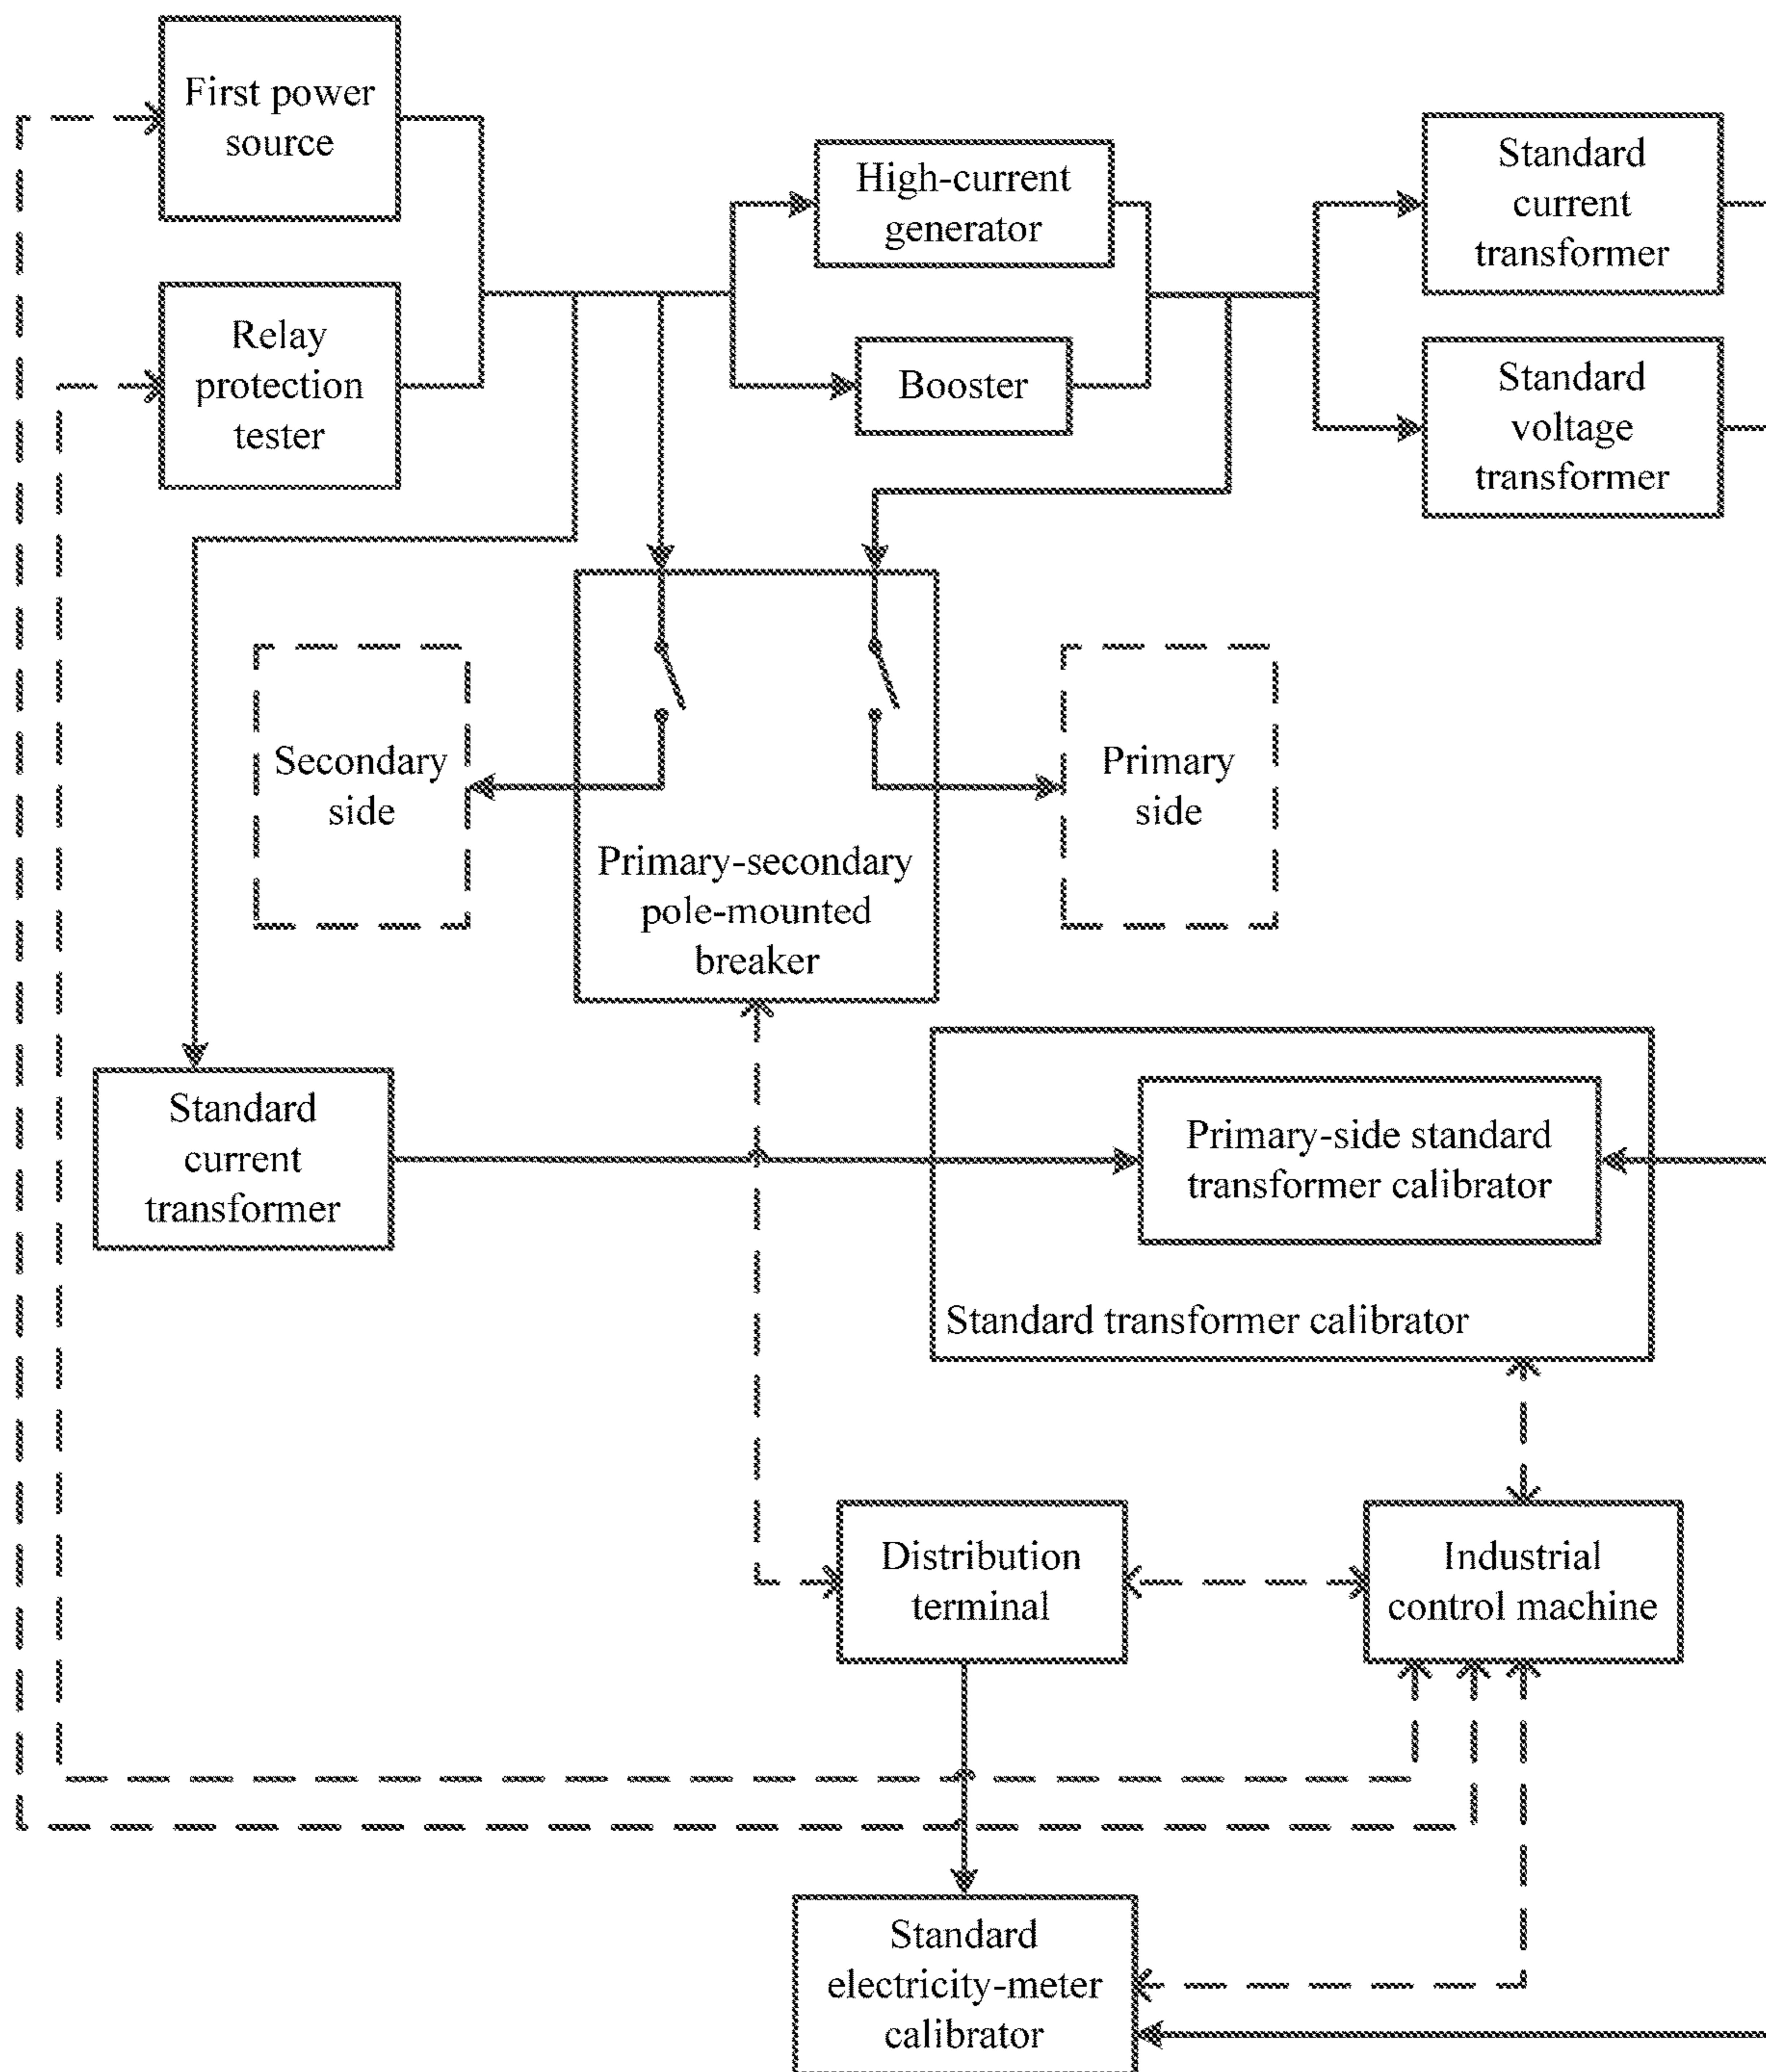 First power
source
High-current
generator
Standard
current
transformer
Relay
protection
tester
Booster
Standard
voltage
transformer
Secondary
side
Primary
side
Primary-secondary
pole-mounted
breaker
Standard
current
transformer
Primary-side standard
transformer calibrator
Standard transformer calibrator
Distribution
terminal
Industrial
control machine
Standard
electricity-meter
calibrator